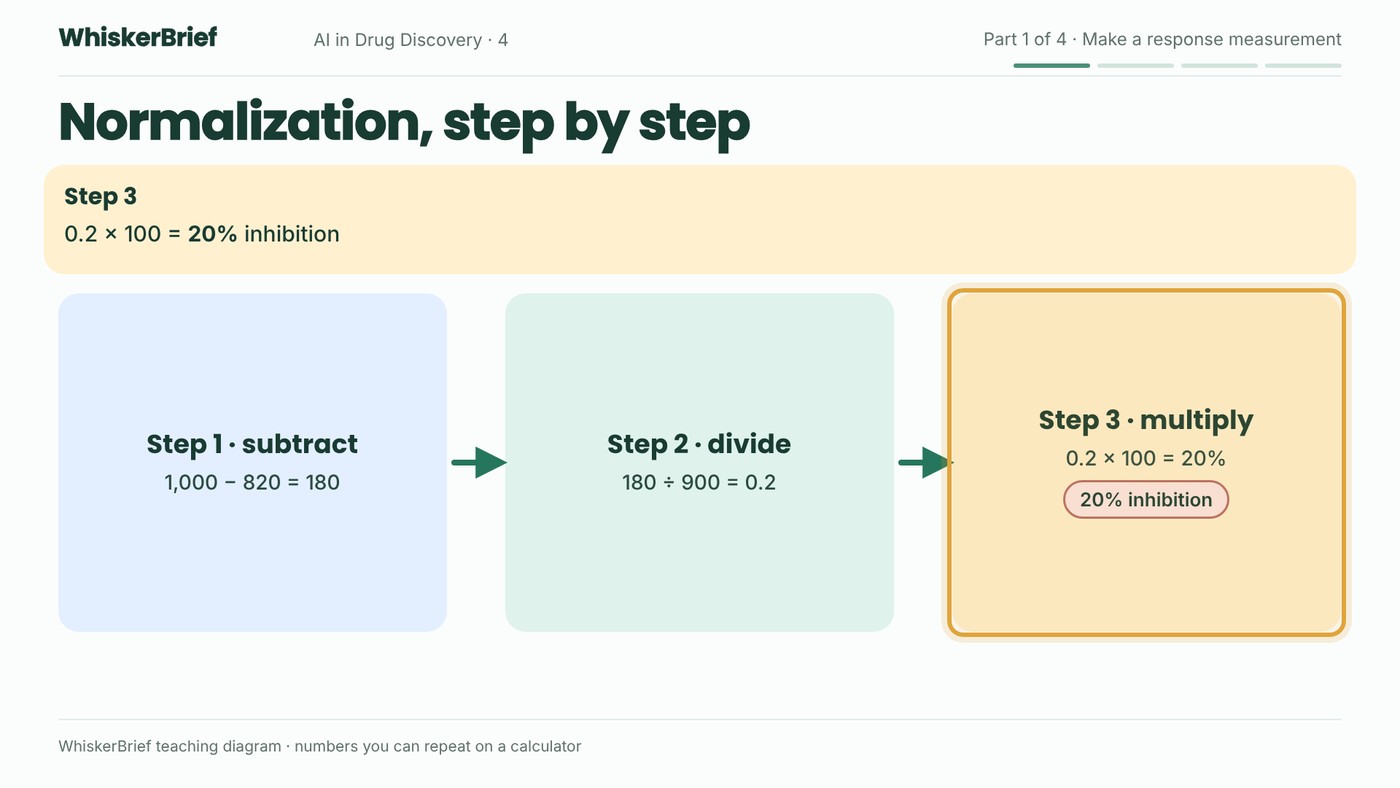 WhiskerBrief
AI in Drug Discovery · 4
Part 1 of 4 · Make a response measurement
Normalization, step by step
Step 3
0.2 × 100 = 20% inhibition
Step 1 · subtract
1,000 − 820 = 180
Step 2 · divide
180 ÷ 900 = 0.2
Step 3 · multiply
0.2 × 100 = 20%
20% inhibition
WhiskerBrief teaching diagram · numbers you can repeat on a calculator